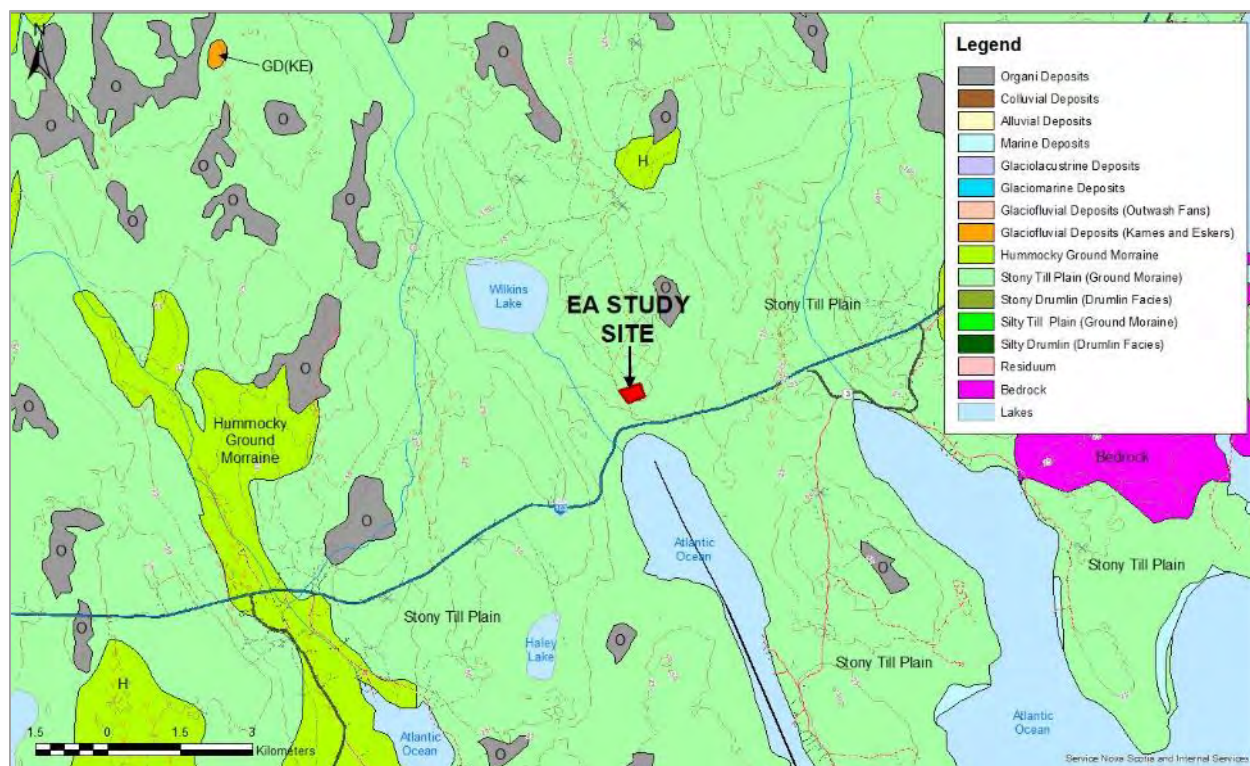 N
GD(KE)
O
O
O
O
O
O
O
O
O
H
Wilkins
Lake
EA STUDY
SITE
O
Stony Till Plain
O
Hummocky
Ground
Morraine
O
O
O
Atlantic
Ocean
Bedrock
O
Stony Till Plain
Stony Till Plain
Haley
Lake
O
Stony Till Plain
H
Atlantic
Ocean
O
Atlantic
Ocean
1.5 0 1.5 3
Kilometers
Legend
Organi Deposits
Colluvial Deposits
Alluvial Deposits
Marine Deposits
Glaciolacustrine Deposits
Glaciomarine Deposits
Glaciofluvial Deposits (Outwash Fans)
Glaciofluvial Deposits (Kames and Eskers)
Hummocky Ground Morraine
Stony Till Plain (Ground Moraine)
Stony Drumlin (Drumlin Facies)
Silty Till Plain (Ground Moraine)
Silty Drumlin (Drumlin Facies)
Residuum
Bedrock
Lakes
Service Nova Scotia and Internal Services